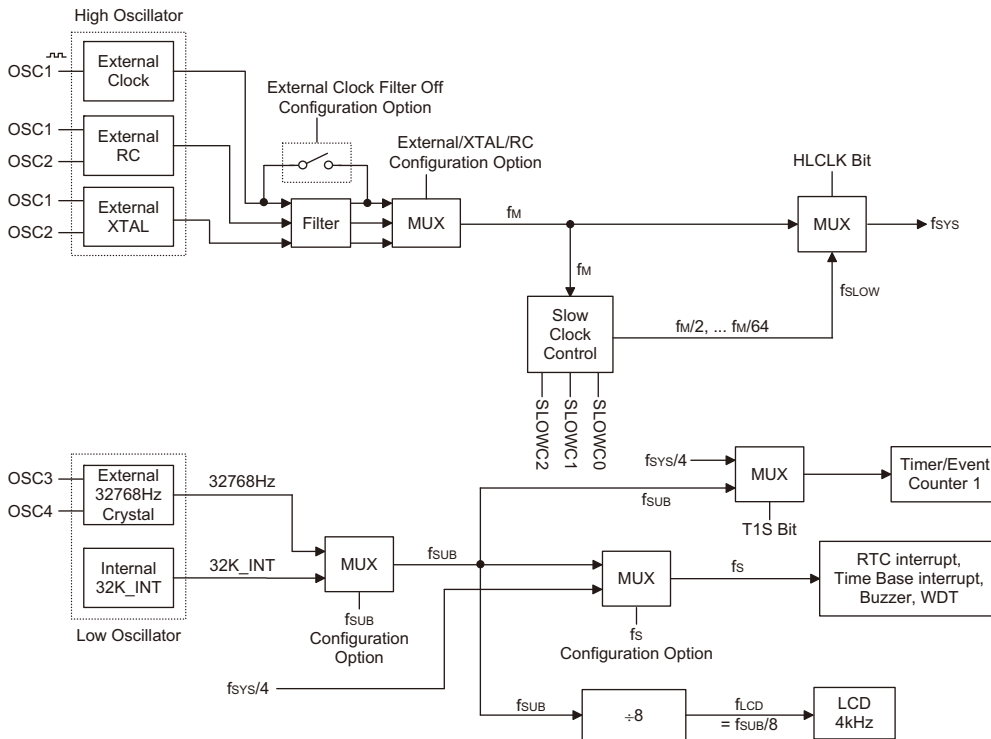 High Oscillator
OSC1
External
Clock
OSC1
OSC2
External
RC
OSC1
OSC2
External
XTAL
External Clock Filter Off
Configuration Option
Filter
External/XTAL/RC
Configuration Option
MUX
fM
fM
Slow
Clock
Control
SLOWC2
SLOWC1
SLOWC0
fM/2, ... fM/64
fSLOW
HLCLK Bit
MUX
fSYS
OSC3
OSC4
External
32768Hz
Crystal
32768Hz
Internal
32K_INT
32K_INT
Low Oscillator
MUX
fSUB
Configuration
Option
fSUB
fSYS/4
fSYS/4
fSUB
MUX
T1S Bit
Timer/Event
Counter 1
MUX
fS
Configuration Option
fS
RTC interrupt,
Time Base interrupt,
Buzzer, WDT
fSUB
÷8
fLCD
= fSUB/8
LCD
4kHz